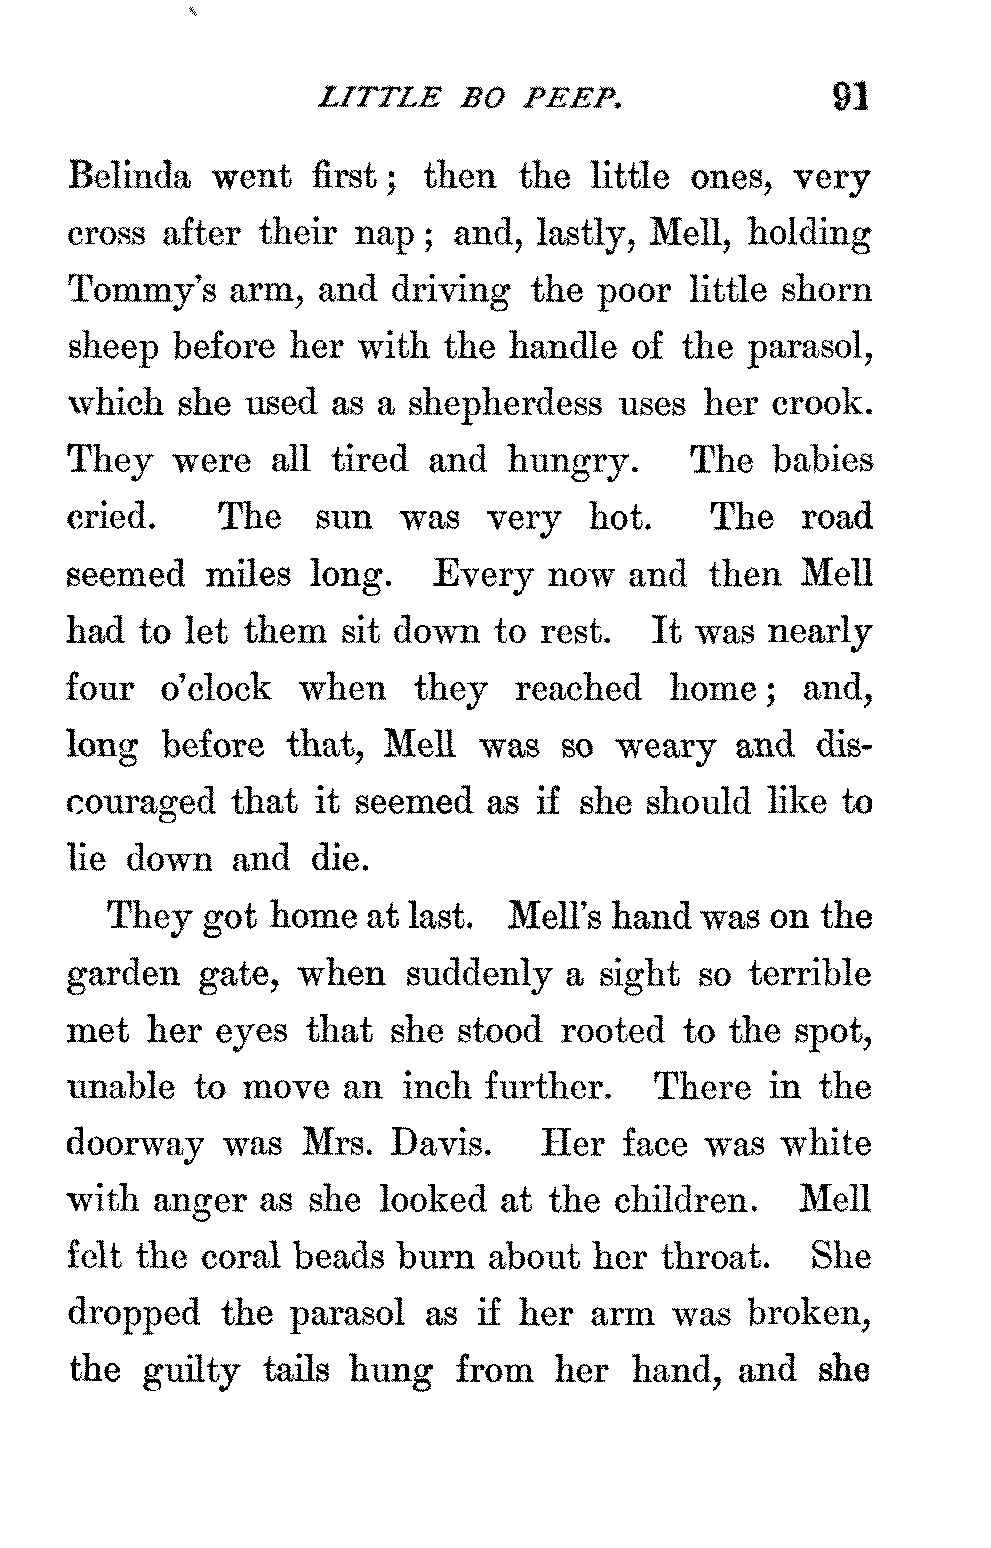 LITTLE BO PEEP. 91
Belinda went first; then the little ones, very
cross after their nap; and, lastly, Mell, holding
Tommy's arm, and driving the poor little shorn
sheep before her with the handle of the parasol,
which she used as a shepherdess uses her crook.
They were all tired and hungry. The babies
cried. The sun was very hot. The road
seemed miles long. Every now and then Mell
had to let them sit down to rest. It was nearly
four o'clock when they reached home; and,
long before that, Mell was so weary and dis-
couraged that it seemed as if she should like to
lie down and die.
They got home at last. Mell's hand was on the
garden gate, when suddenly a sight so terrible
met her eyes that she stood rooted to the spot,
unable to move an inch further. There in the
doorway was Mrs. Davis. Her face was white
with anger as she looked at the children. Mell
felt the coral beads burn about her throat. She
dropped the parasol as if her arm was broken,
the guilty tails hung from her hand, and she